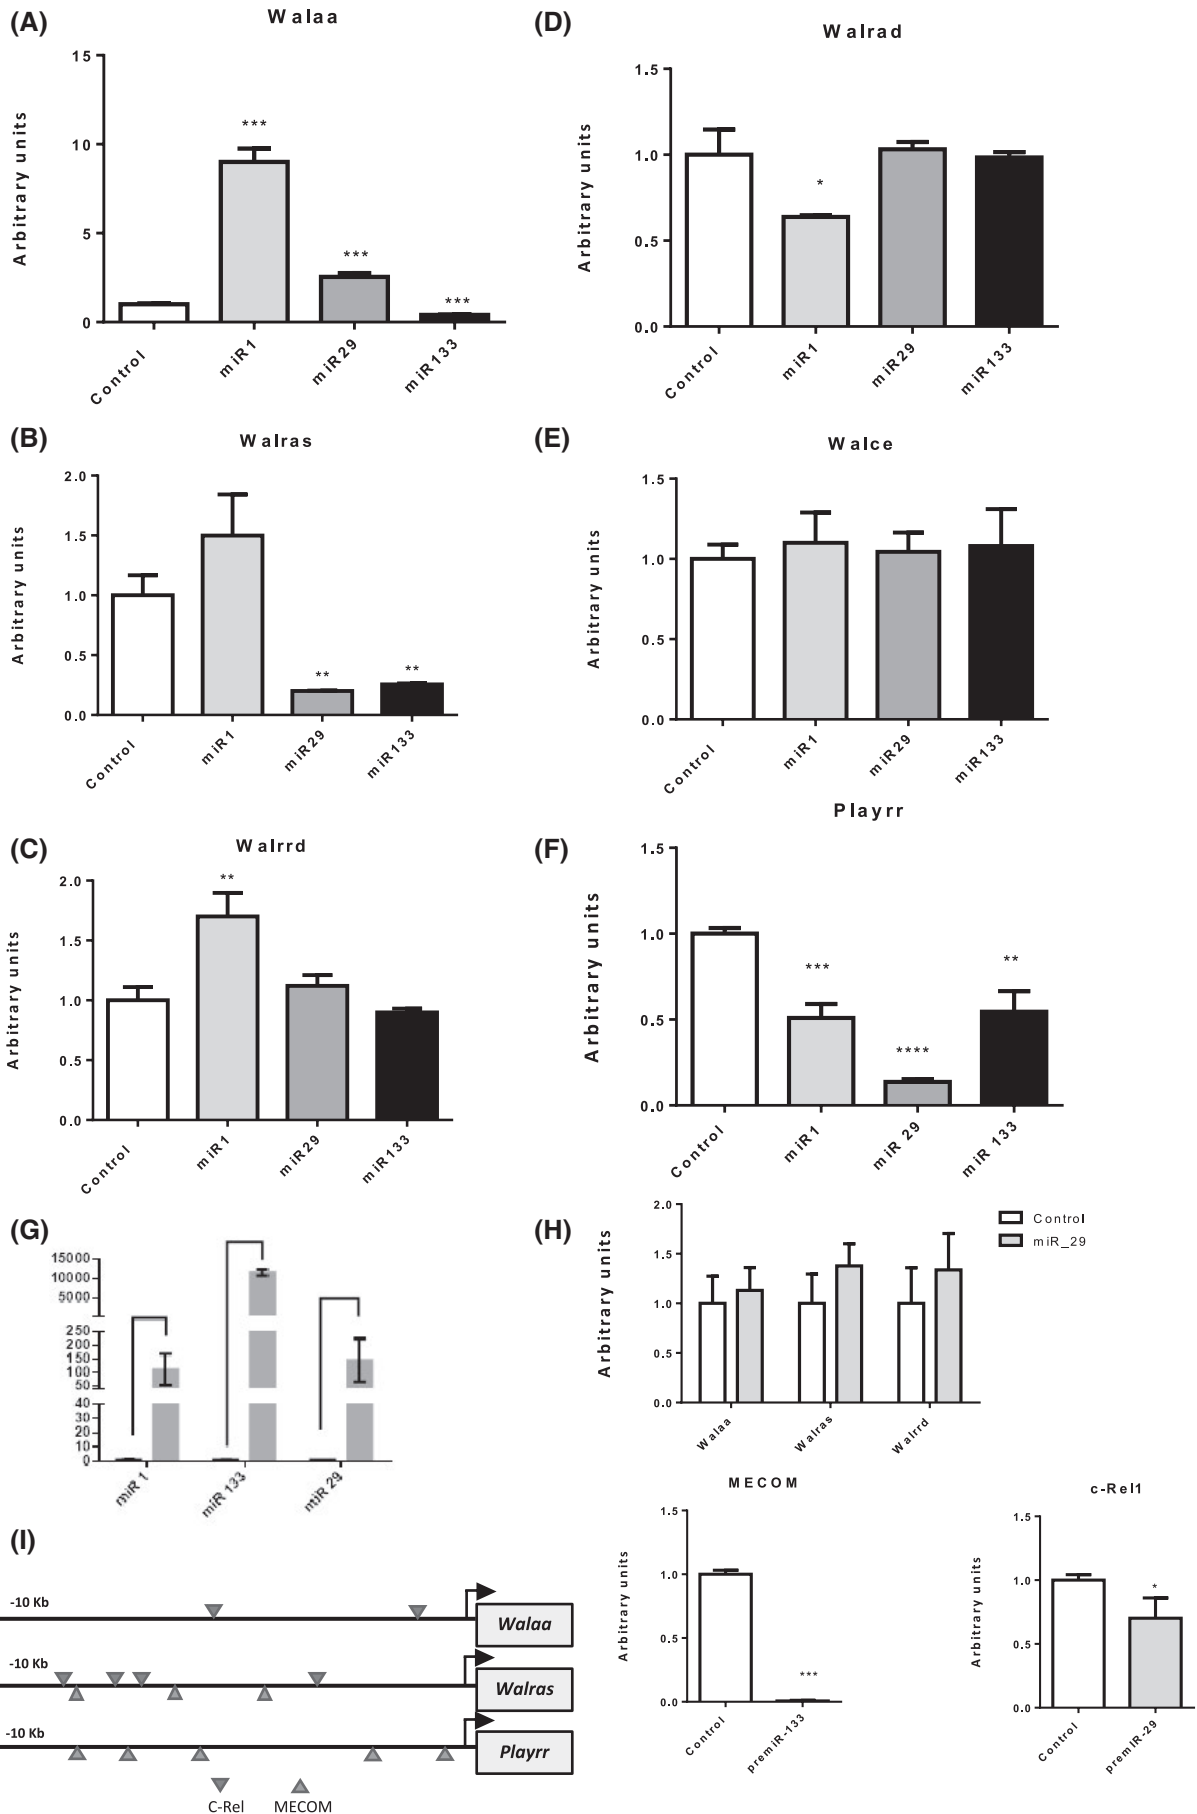 (A)
Walaa
Arbitrary units
15
10
5
0
***
***
***
Control
miR1
miR29
miR133
(D)
Walrad
Arbitrary units
1.5
1.0
0.5
0.0
*
Control
miR1
miR29
miR133
(B)
Walras
Arbitrary units
2.0
1.5
1.0
0.5
0.0
**
**
Control
miR1
miR29
miR133
(E)
Walce
Arbitrary units
1.5
1.0
0.5
0.0
Control
miR1
miR29
miR133
(C)
Walrrd
Arbitrary units
2.0
1.5
1.0
0.5
0.0
**
Control
miR1
miR29
miR133
(F)
Playrr
Arbitrary units
1.5
1.0
0.5
0.0
***
****
**
Control
miR1
miR 29
miR 133
(G)
15000
10000
5000
250
200
150
100
50
40
30
20
10
0
miR 1
miR 133
miR 29
(H)
Arbitrary units
2.0
1.5
1.0
0.5
0.0
Control
miR_29
Walaa
Walras
Walrrd
(I)
-10 Kb
Walaa
-10 Kb
Walras
-10 Kb
Playrr
C-Rel
MECOM
MECOM
Arbitrary units
1.5
1.0
0.5
0.0
***
Control
premiR-133
c-Rel1
Arbitrary units
1.5
1.0
0.5
0.0
*
Control
premIR-29